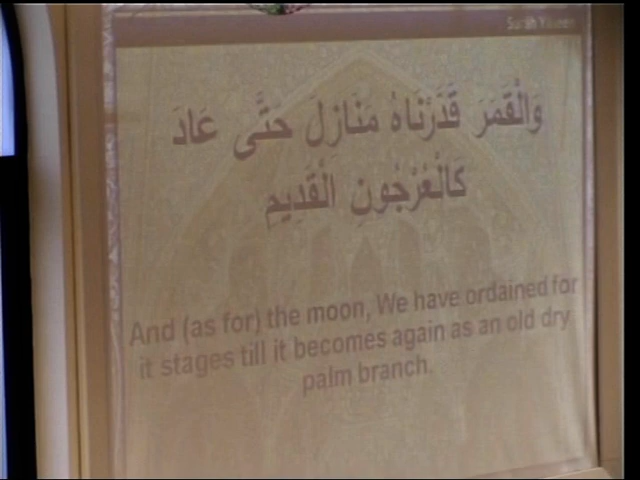 وَالْقَمَرَ قَدَّرْنَاهُ مَنَازِلَ حَتَّى عَادَ
كَالْعُرْجُونِ الْقَدِيمِ
And (as for) the moon, We have ordained for
it stages till it becomes again as an old dry
palm branch.